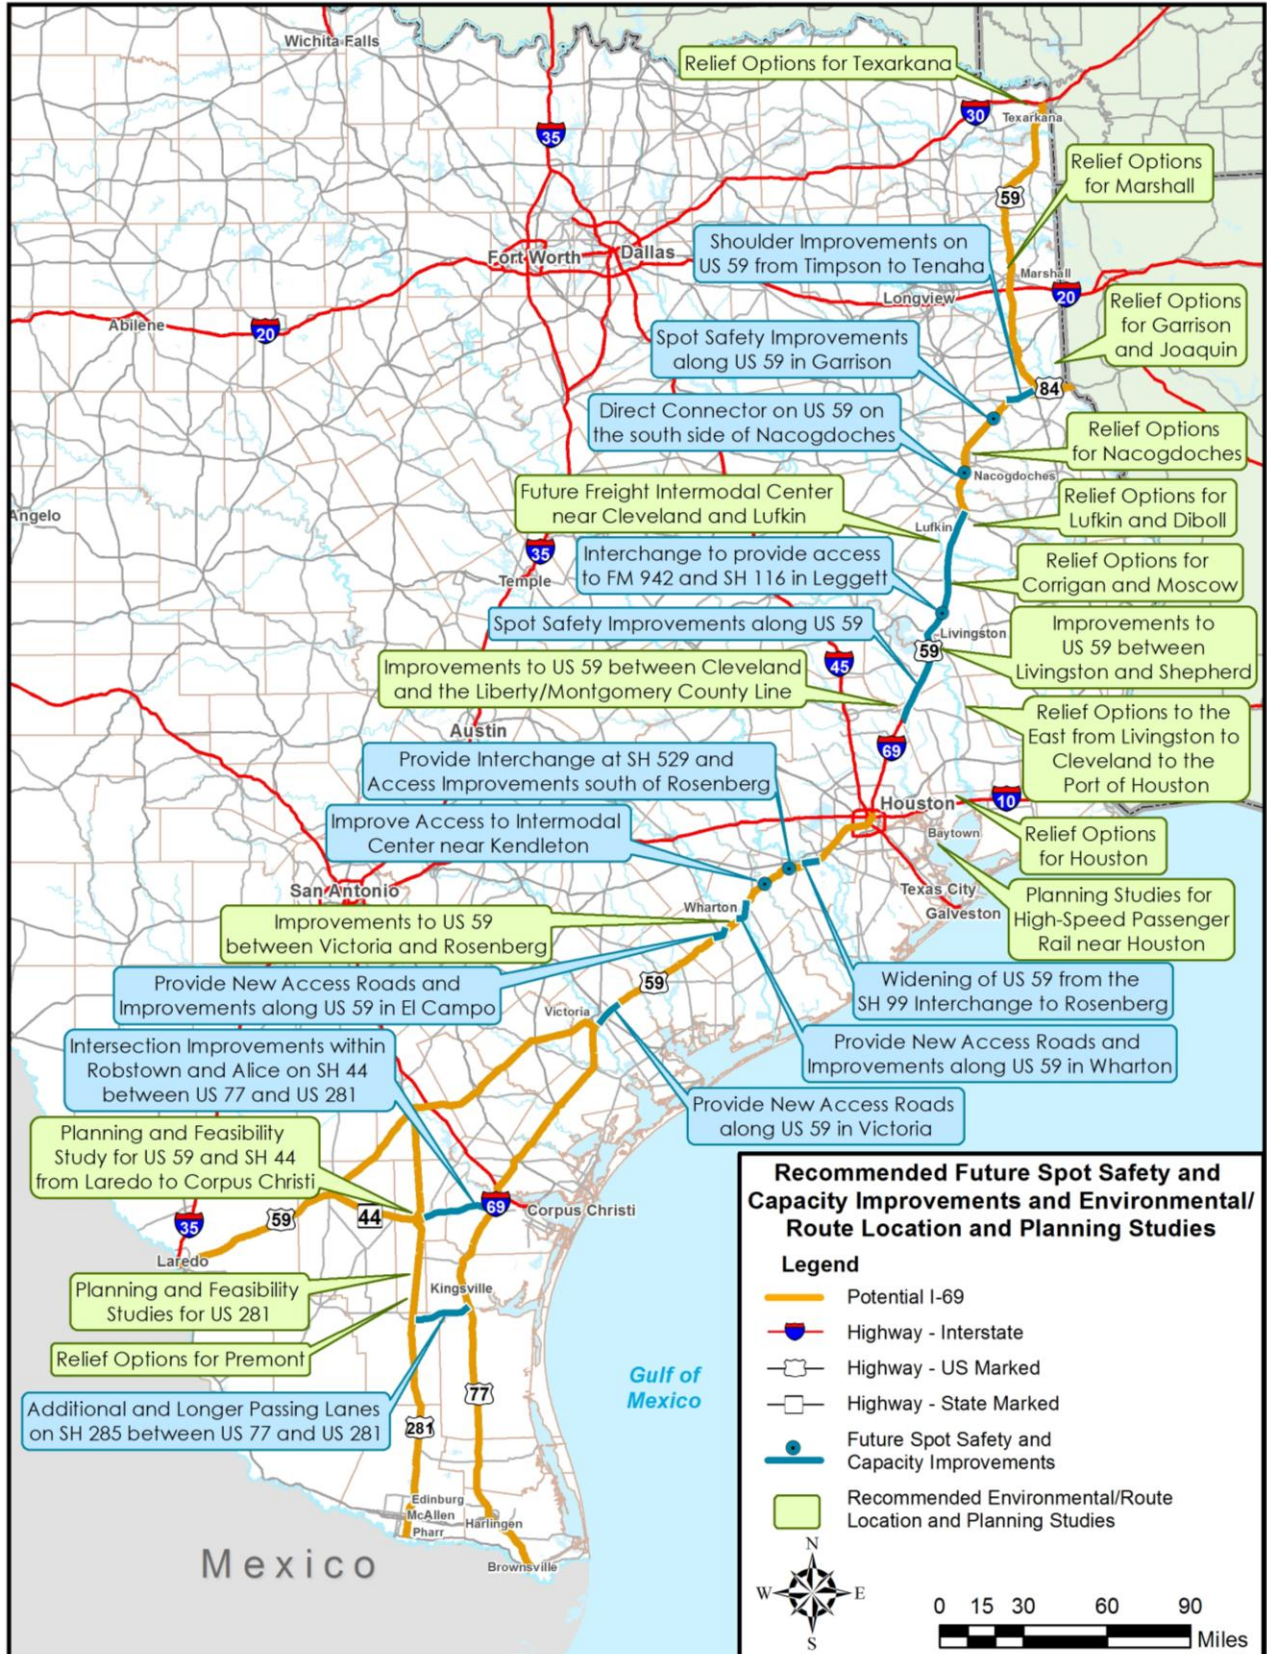 Wichita Falls
Relief Options for Texarkana
30
Texarkana
35
Relief Options
for Marshall
59
Shoulder Improvements on
US 59 from Timpson to Tenaha
Fort Worth
Dallas
Marshall
Longview
20
Relief Options
for Garrison
and Joaquin
Abilene
20
Spot Safety Improvements
along US 59 in Garrison
84
Direct Connector on US 59 on
the south side of Nacogdoches
Relief Options
for Nacogdoches
Nacogdoches
Future Freight Intermodal Center
near Cleveland and Lufkin
Relief Options for
Lufkin and Diboll
Angelo
Lufkin
35
Temple
Interchange to provide access
to FM 942 and SH 116 in Leggett
Relief Options for
Corrigan and Moscow
Spot Safety Improvements along US 59
Livingston
59
Improvements to
US 59 between
Livingston and Shepherd
45
Improvements to US 59 between Cleveland
and the Liberty/Montgomery County Line
Austin
69
Relief Options to the
East from Livingston to
Cleveland to the
Port of Houston
Provide Interchange at SH 529 and
Access Improvements south of Rosenberg
Houston
10
Improve Access to Intermodal
Center near Kendleton
Baytown
Relief Options
for Houston
San Antonio
Texas City
Galveston
Planning Studies for
High-Speed Passenger
Rail near Houston
Wharton
Improvements to US 59
between Victoria and Rosenberg
Provide New Access Roads and
Improvements along US 59 in El Campo
59
Widening of US 59 from the
SH 99 Interchange to Rosenberg
Victoria
Intersection Improvements within
Robstown and Alice on SH 44
between US 77 and US 281
Provide New Access Roads and
Improvements along US 59 in Wharton
Provide New Access Roads
along US 59 in Victoria
Planning and Feasibility
Study for US 59 and SH 44
from Laredo to Corpus Christi
69
Corpus Christi
35
59
44
Laredo
Planning and Feasibility
Studies for US 281
Kingsville
Relief Options for Premont
77
Additional and Longer Passing Lanes
on SH 285 between US 77 and US 281
281
Gulf of
Mexico
Edinburg
McAllen
Pharr
Harlingen
Brownsville
Mexico
Recommended Future Spot Safety and
Capacity Improvements and Environmental/
Route Location and Planning Studies
Legend
Potential I-69
Highway - Interstate
Highway - US Marked
Highway - State Marked
Future Spot Safety and
Capacity Improvements
Recommended Environmental/Route
Location and Planning Studies
N
W
E
S
0 15 30 60 90
Miles